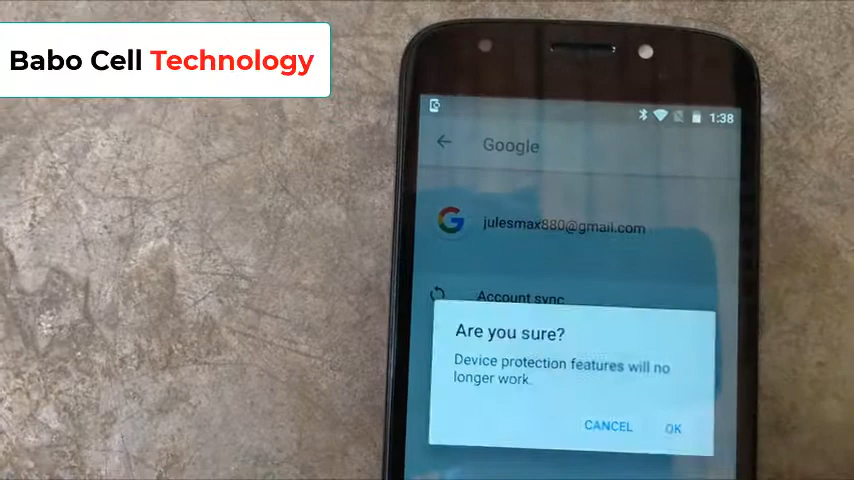 Babo Cell Technology
1:38
Google
julesmax880@gmail.com
Account sync
Are you sure?
Device protection features will no
longer work.
CANCEL OK